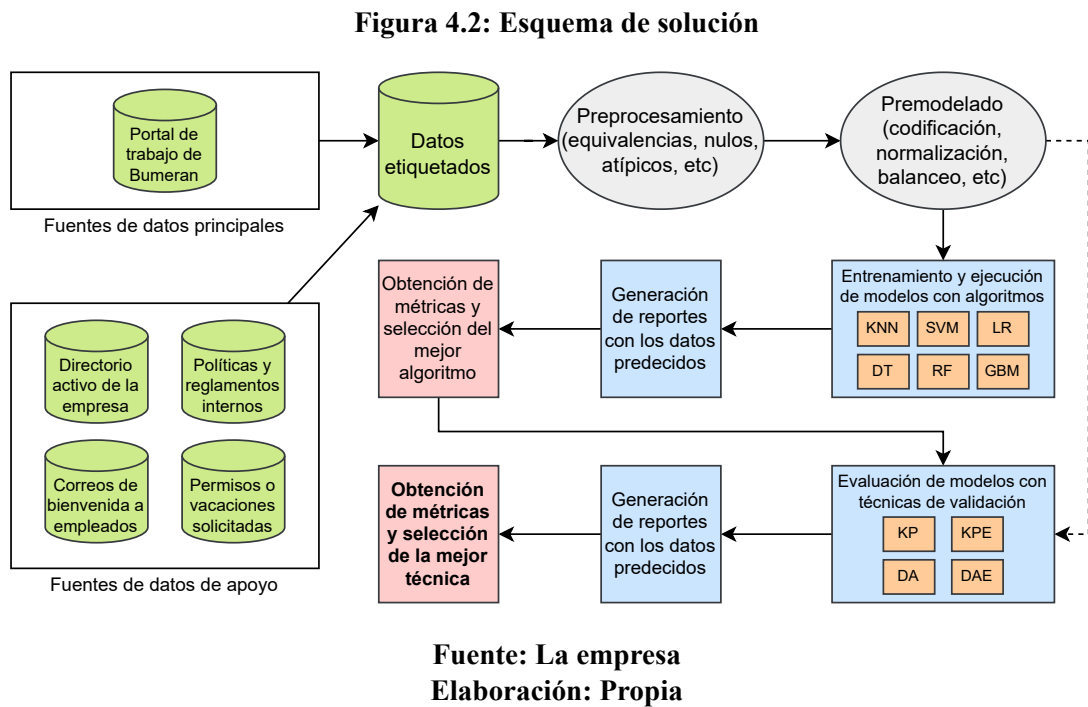 Figura 4.2: Esquema de solución
Portal de
trabajo de
Bumeran
Fuentes de datos principales
Datos
etiquetados
Preprocesamiento
(equivalencias, nulos,
atípicos, etc)
Premodelado
(codificación,
normalización,
balanceo, etc)
Directorio
activo de la
empresa
Políticas y
reglamentos
internos
Correos de
bienvenida a
empleados
Permisos o
vacaciones
solicitadas
Fuentes de datos de apoyo
Obtención de
métricas y
selección del
mejor
algoritmo
Generación
de reportes
con los datos
predecidos
Entrenamiento y ejecución
de modelos con algoritmos
KNN SVM LR
DT RF GBM
Obtención
de métricas
y selección
de la mejor
técnica
Generación
de reportes
con los datos
predecidos
Evaluación de modelos con
técnicas de validación
KP KPE
DA DAE
Fuente: La empresa
Elaboración: Propia